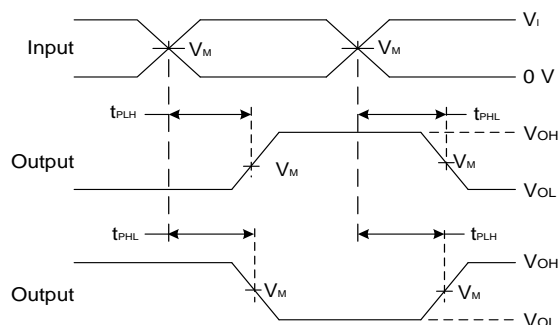 Input
VM
VM
VI
0 V
tPLH
tPHL
Output
VM
VM
VOH
VOL
tPHL
tPLH
Output
VM
VM
VOH
VOL